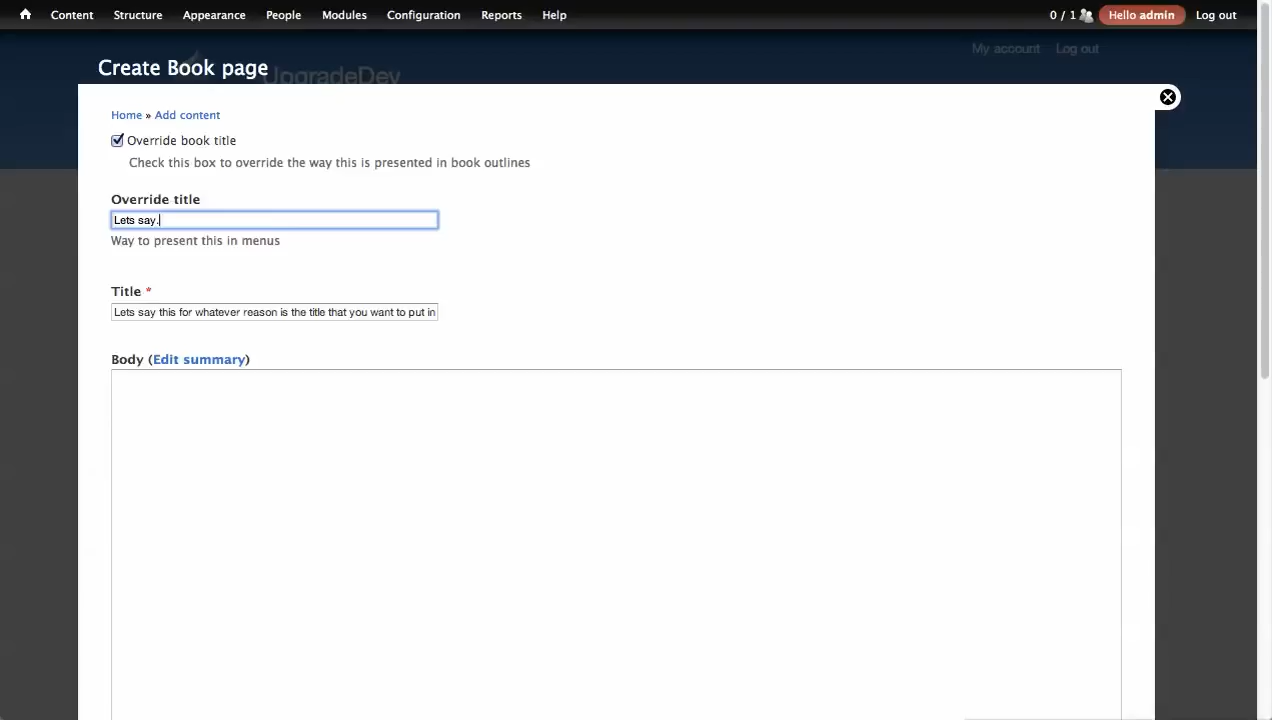 Content Structure Appearance People Modules Configuration Reports Help 0 / 1 Hello admin Log out
My account Log out
Create Book page
UpgradeDev
Home » Add content
Override book title
Check this box to override the way this is presented in book outlines
Override title
Lets say.
Way to present this in menus
Title *
Lets say this for whatever reason is the title that you want to put in
Body (Edit summary)